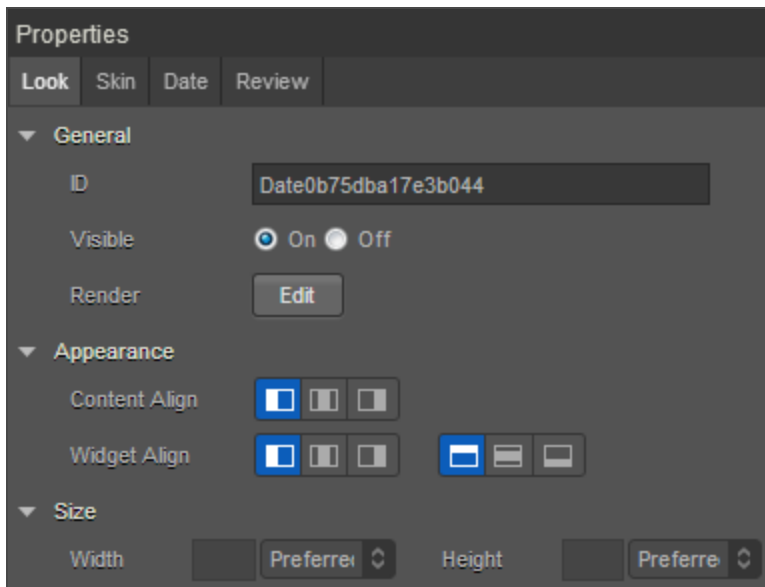 Properties
Look Skin Date Review
General
ID Date0b75dba17e3b044
Visible On Off
Render Edit
Appearance
Content Align
Widget Align
Size
Width Preferre Height Preferre